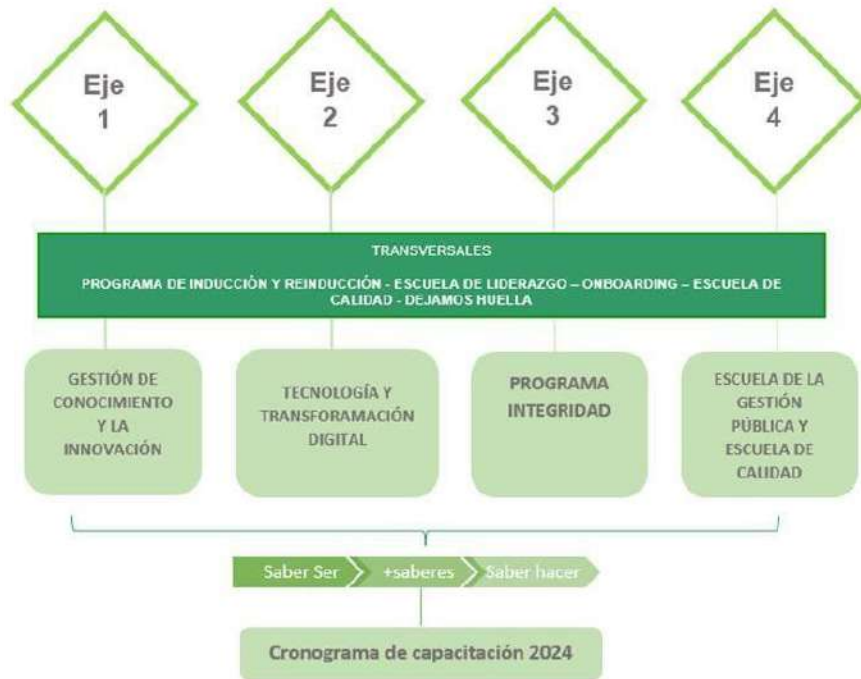 Eje
1
Eje
2
Eje
3
Eje
4
TRANSVERSALES
PROGRAMA DE INDUCCIÓN Y REINDUCCIÓN - ESCUELA DE LIDERAZGO – ONBOARDING – ESCUELA DE
CALIDAD - DEJAMOS HUELLA
GESTIÓN DE
CONOCIMIENTO
Y LA
INNOVACIÓN
TECNOLOGÍA Y
TRANSFORAMACIÓN
DIGITAL
PROGRAMA
INTEGRIDAD
ESCUELA DE LA
GESTIÓN
PÚBLICA Y
ESCUELA DE
CALIDAD
Saber Ser
+saberes
Saber hacer
Cronograma de capacitación 2024